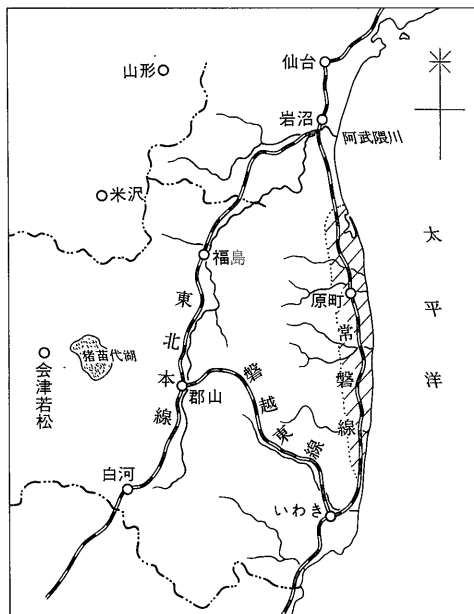 仙台
山形
岩沼
阿武隈川
米沢
太平洋
福島
原町
東北本線
常磐線
猪苗代湖
会津若松
郡山
磐越東線
白河
いわき